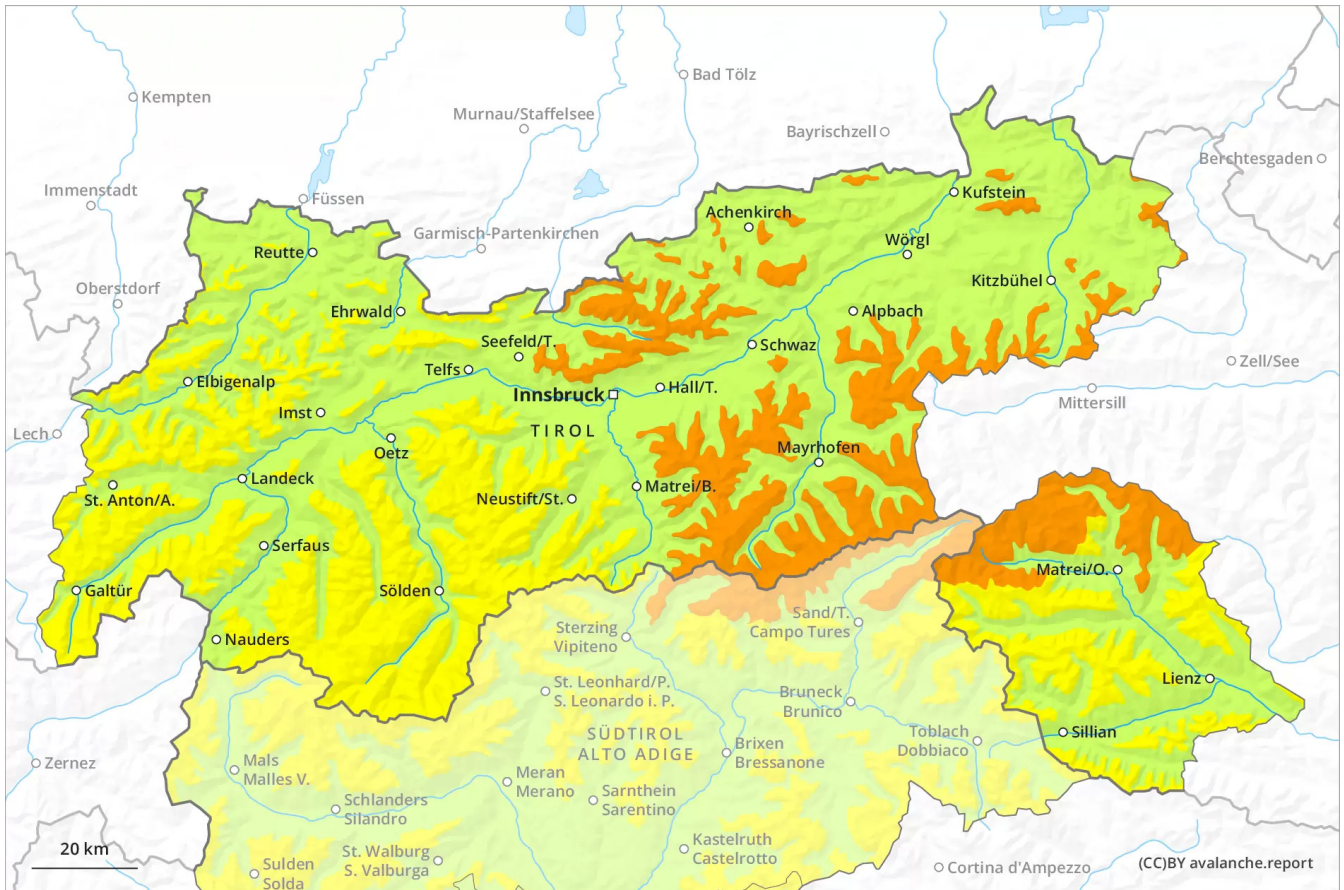 Kempten
Bad Tölz
Murnau/Staffelsee
Bayrischzell
Berchtesgaden
Immenstadt
Füssen
Kufstein
Achenkirch
Garmisch-Partenkirchen
Reutte
Wörgl
Oberstdorf
Kitzbühel
Ehrwald
Alpbach
Seefeld/T.
Schwaz
Telfs
Zell/See
Elbigenalp
Hall/T.
Innsbruck
Mittersill
Imst
Lech
TIROL
Oetz
Mayrhofen
Landeck
Matrei/B.
St. Anton/A.
Neustift/St.
Serfaus
Matrei/O.
Galtür
Sölden
Sand/T.
Campo Tures
Sterzing
Vipiteno
Nauders
Lienz
St. Leonhard/P.
S. Leonardo i. P.
Bruneck
Brunico
SÜDTIROL
ALTO ADIGE
Toblach
Dobbiaco
Sillian
Brixen
Bressanone
Zernez
Mals
Malles V.
Meran
Merano
Sarnthein
Sarentino
Schlanders
Silandro
Kastelruth
Castelrotto
20 km
St. Walburg
S. Valburga
Sulden
Solda
Cortina d'Ampezzo
(CC)BY avalanche.report